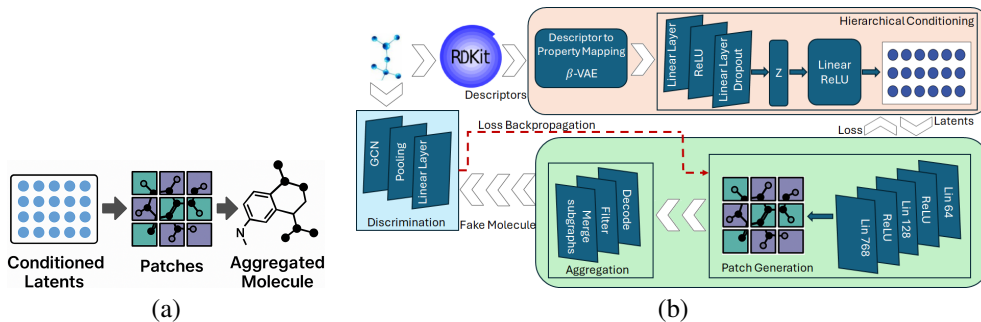 Conditioned
Latents
Patches
Aggregated
Molecule
N
(a)
RDKit
Descriptors
Hierarchical Conditioning
Descriptor to
Property Mapping
β-VAE
Linear Layer
ReLU
Linear Layer
Dropout
Z
Linear
ReLU
Loss
Latents
Loss Backpropagation
GCN
Pooling
Linear Layer
Discrimination
Fake Molecule
Decode
Filter
Merge
subgraphs
Aggregation
Patch Generation
Lin 64
ReLU
Lin 128
ReLU
Lin 768
(b)